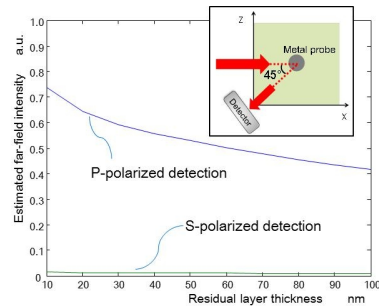 Estimated far-field intensity a.u.
1.0
0.9
0.8
0.7
0.6
0.5
0.4
0.3
0.2
0.1
0
Z
Metal probe
45°
Detector
X
P-polarized detection
S-polarized detection
10 20 30 40 50 60 70 80 90 100
Residual layer thickness nm